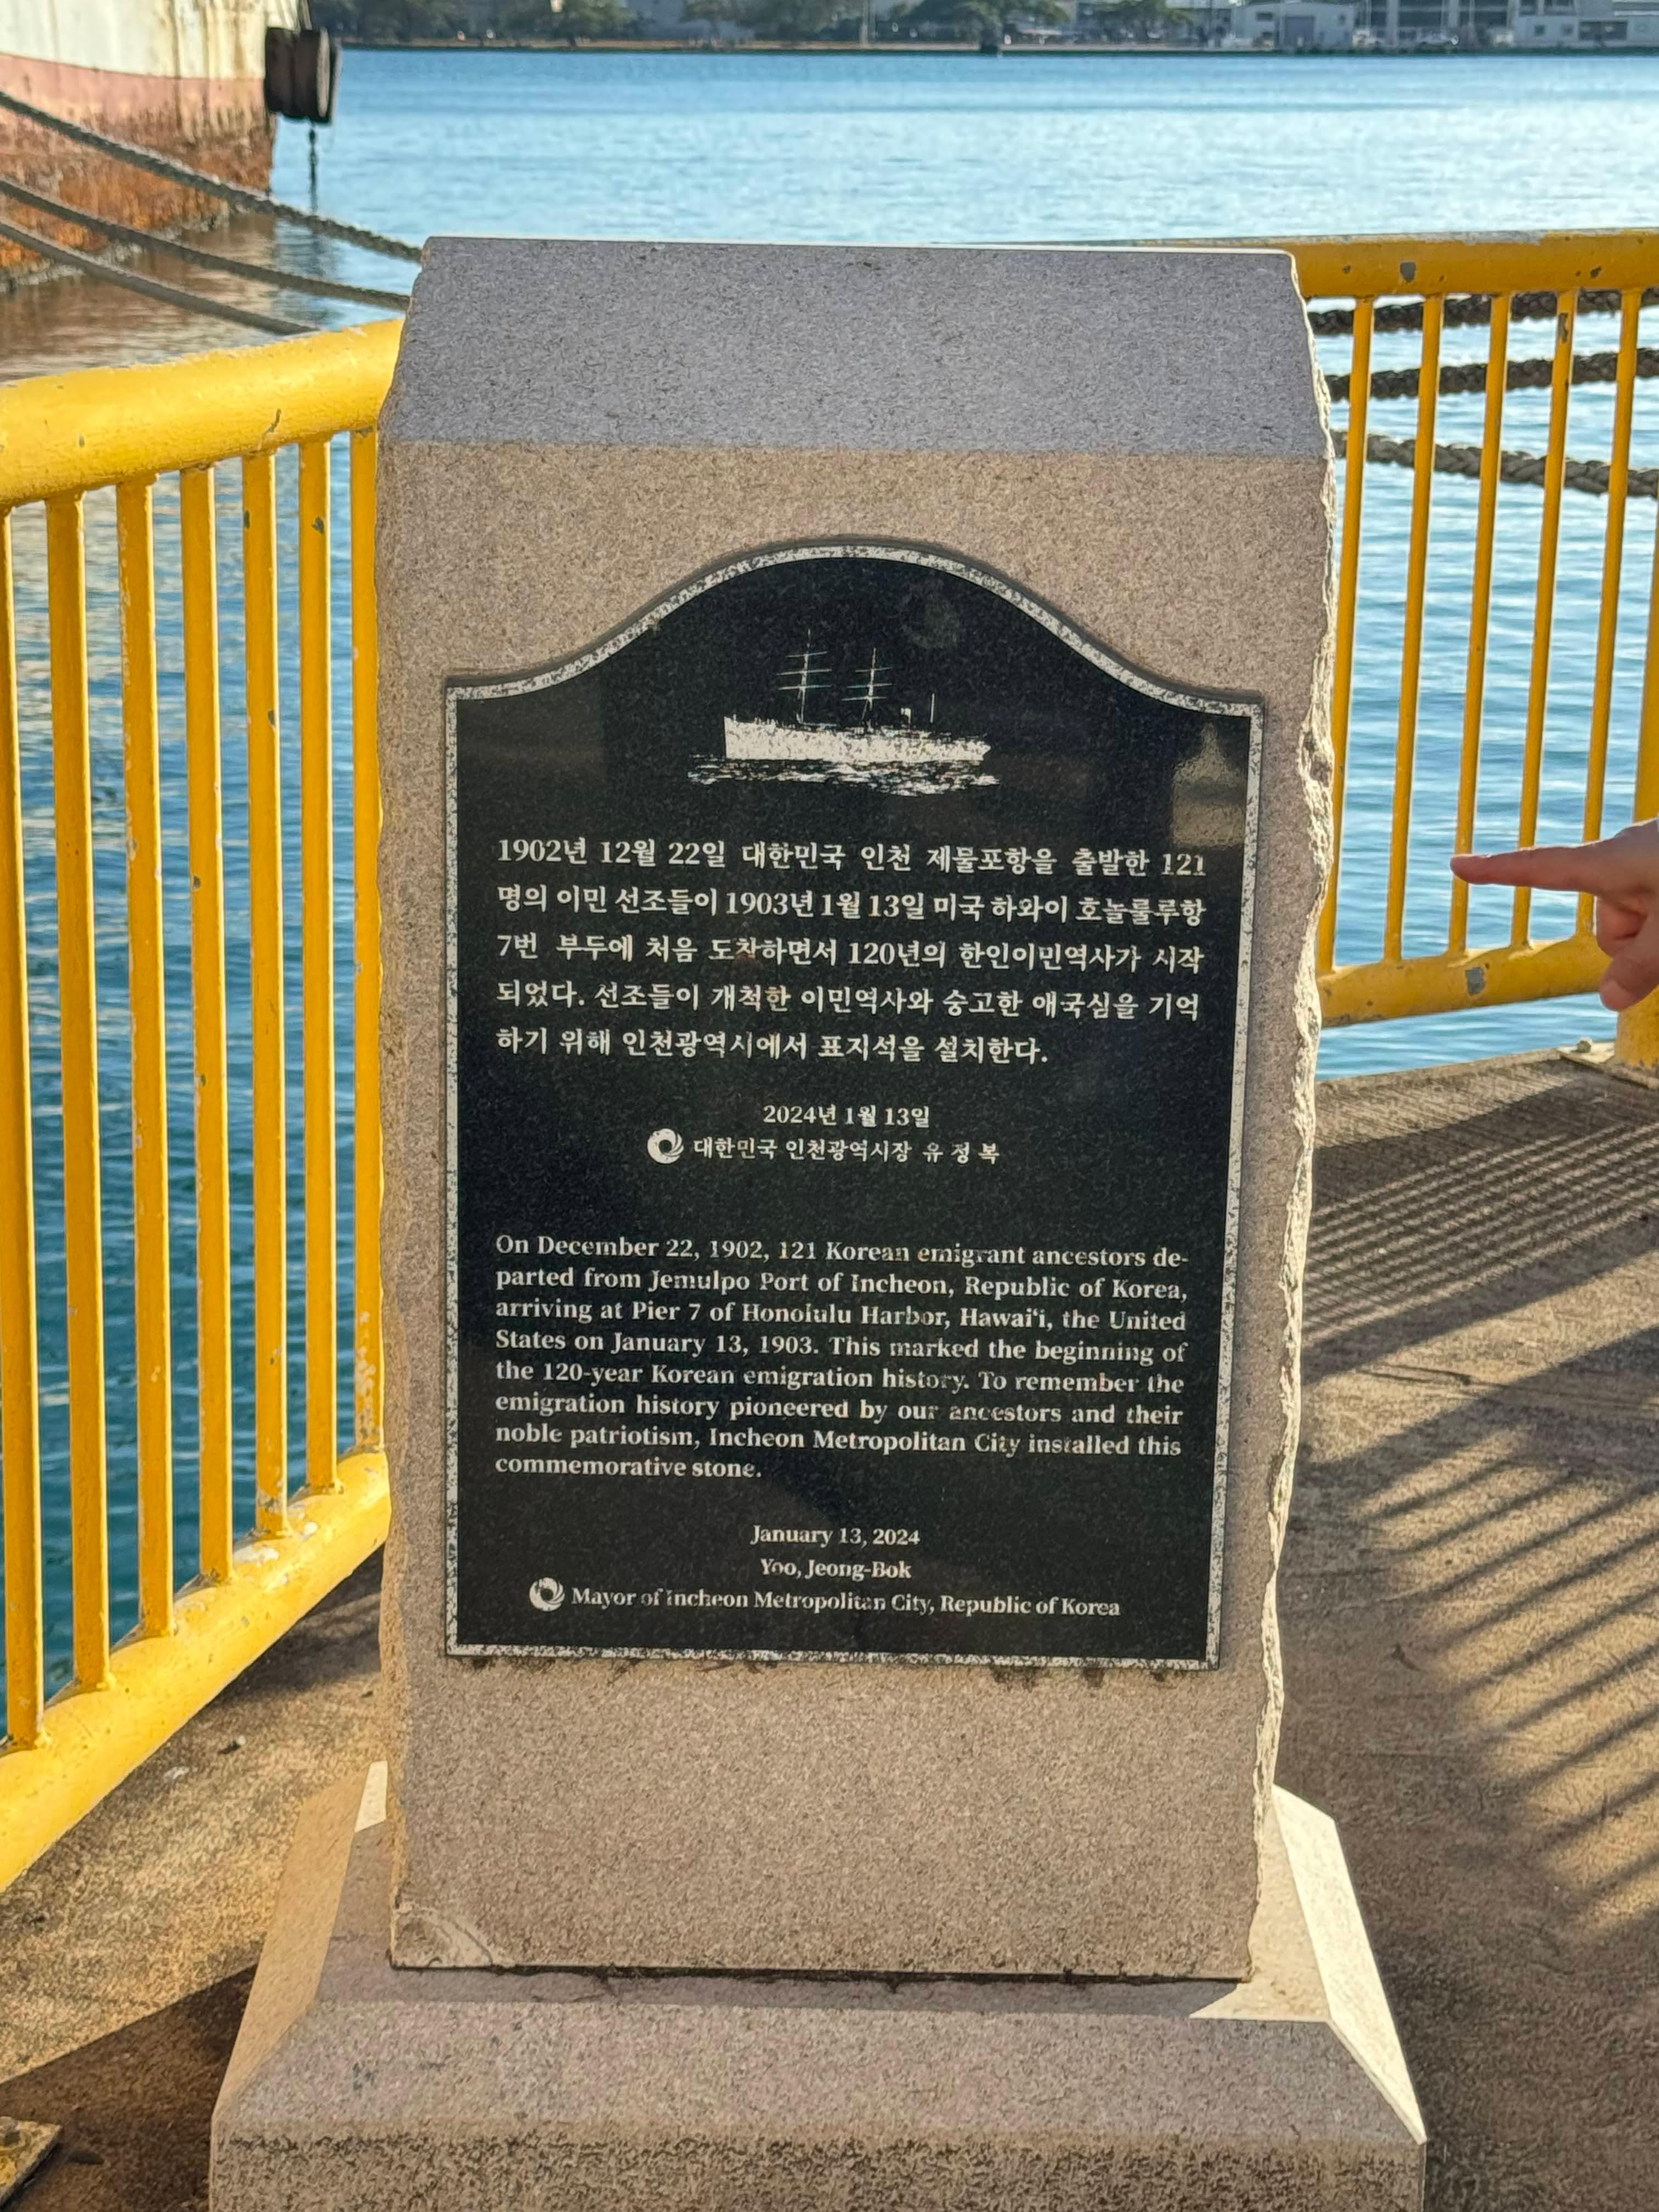 1902년 12월 22일 대한민국 인천 제물포항을 출발한 121
명의 이민 선조들이 1903년 1월 13일 미국 하와이 호놀룰루항
7번 부두에 처음 도착하면서 120년의 한인이민역사가 시작
되었다. 선조들이 개척한 이민역사와 숭고한 애국심을 기억
하기 위해 인천광역시에서 표지석을 설치한다.
2024년 1월 13일
대한민국 인천광역시장 유 정 복
On December 22, 1902, 121 Korean emigrant ancestors de-
parted from Jemulpo Port of Incheon, Republic of Korea,
arriving at Pier 7 of Honolulu Harbor, Hawaiʻi, the United
States on January 13, 1903. This marked the beginning of
the 120-year Korean emigration history. To remember the
emigration history pioneered by our ancestors and their
noble patriotism, Incheon Metropolitan City installed this
commemorative stone.
January 13, 2024
Yoo, Jeong-Bok
Mayor of Incheon Metropolitan City, Republic of Korea